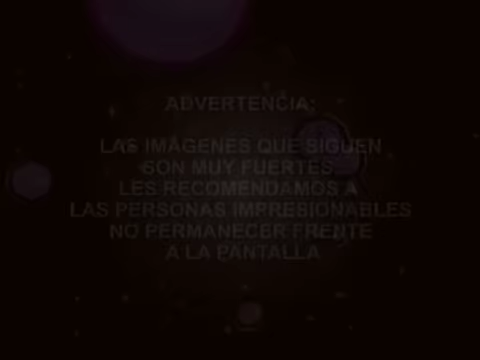 ADVERTENCIA:
LAS IMÁGENES QUE SIGUEN
SON MUY FUERTES
LES RECOMENDAMOS A
LAS PERSONAS IMPRESIONABLES
NO PERMANECER FRENTE
A LA PANTALLA